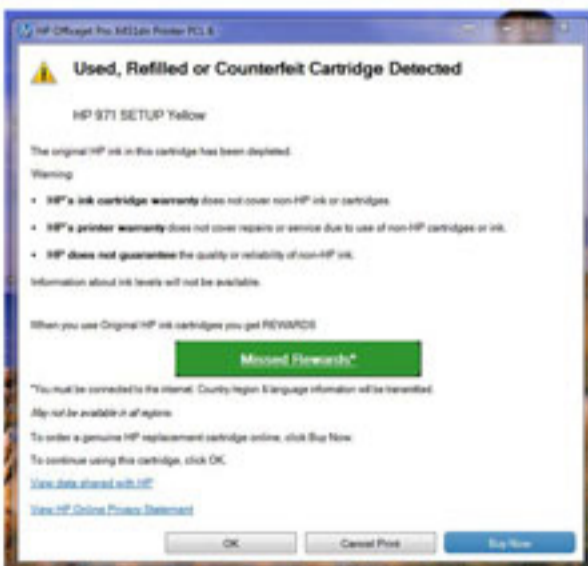 HP Officejet Pro X451dn Printer PCL 6
Used, Refilled or Counterfeit Cartridge Detected
HP 971 SETUP Yellow
The original HP ink in this cartridge has been depleted.
Warning:
• HP's ink cartridge warranty does not cover non-HP ink or cartridges.
• HP's printer warranty does not cover repairs or service due to use of non-HP cartridges or ink.
• HP does not guarantee the quality or reliability of non-HP ink.
Information about ink levels will not be available.
When you use Original HP ink cartridges you get REWARDS
Missed Rewards*
*You must be connected to the internet. Country/region & language information will be transmitted.
May not be available in all regions.
To order a genuine HP replacement cartridge online, click Buy Now.
To continue using this cartridge, click OK.
View data shared with HP
View HP Online Privacy Statement
OK
Cancel Print
Buy Now